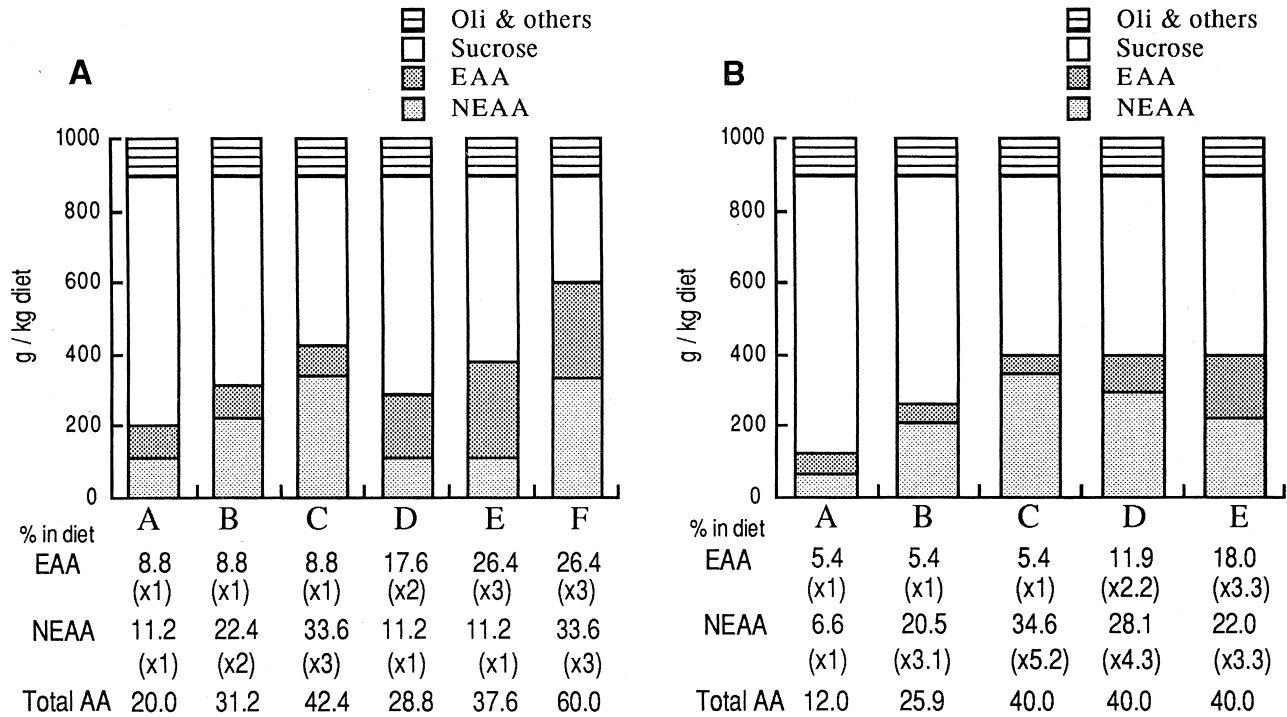 A
Oli & others
Sucrose
EAA
NEAA
1000
800
600
400
200
0
g / kg diet
A B C D E F
% in diet
EAA 8.8 8.8 8.8 17.6 26.4 26.4
(x1) (x1) (x1) (x2) (x3) (x3)
NEAA 11.2 22.4 33.6 11.2 11.2 33.6
(x1) (x2) (x3) (x1) (x1) (x3)
Total AA 20.0 31.2 42.4 28.8 37.6 60.0
B
Oli & others
Sucrose
EAA
NEAA
1000
800
600
400
200
0
g / kg diet
A B C D E
% in diet
EAA 5.4 5.4 5.4 11.9 18.0
(x1) (x1) (x1) (x2.2) (x3.3)
NEAA 6.6 20.5 34.6 28.1 22.0
(x1) (x3.1) (x5.2) (x4.3) (x3.3)
Total AA 12.0 25.9 40.0 40.0 40.0